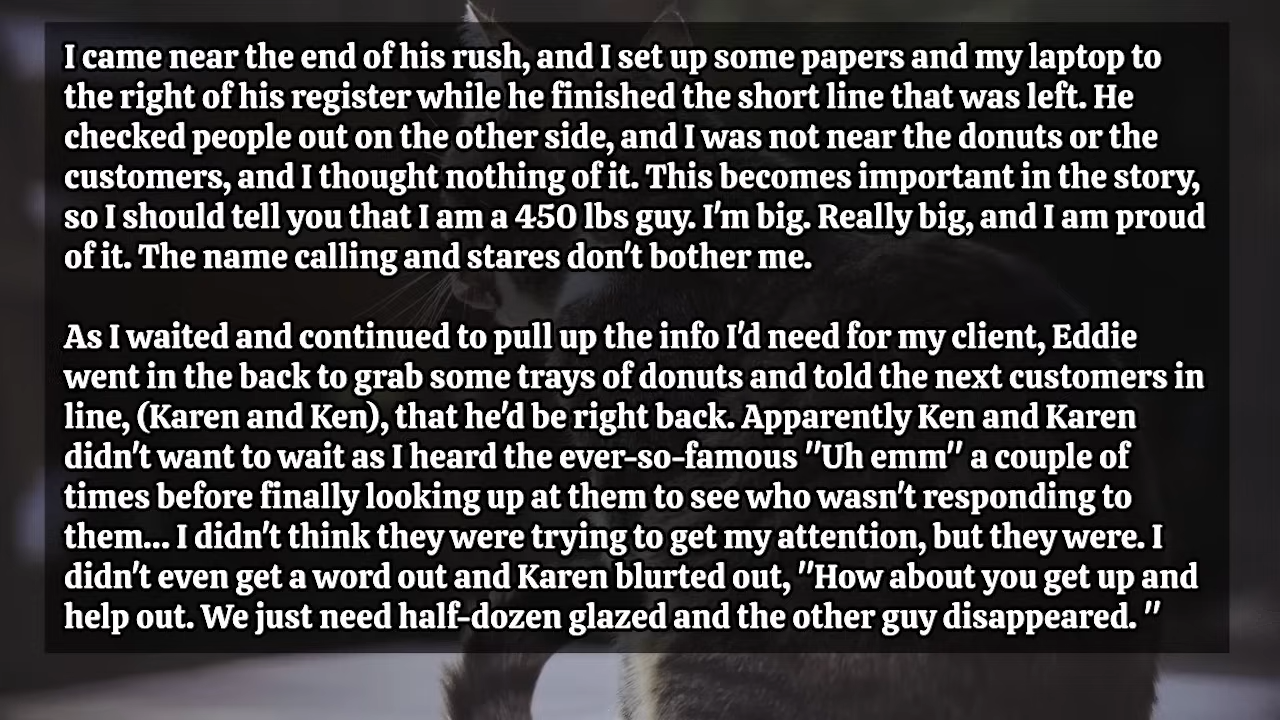 I came near the end of his rush, and I set up some papers and my laptop to
the right of his register while he finished the short line that was left. He
checked people out on the other side, and I was not near the donuts or the
customers, and I thought nothing of it. This becomes important in the story,
so I should tell you that I am a 450 lbs guy. I'm big. Really big, and I am proud
of it. The name calling and stares don't bother me.
As I waited and continued to pull up the info I'd need for my client, Eddie
went in the back to grab some trays of donuts and told the next customers in
line, (Karen and Ken), that he'd be right back. Apparently Ken and Karen
didn't want to wait as I heard the ever-so-famous "Uh emm" a couple of
times before finally looking up at them to see who wasn't responding to
them... I didn't think they were trying to get my attention, but they were. I
didn't even get a word out and Karen blurted out, "How about you get up and
help out. We just need half-dozen glazed and the other guy disappeared. "